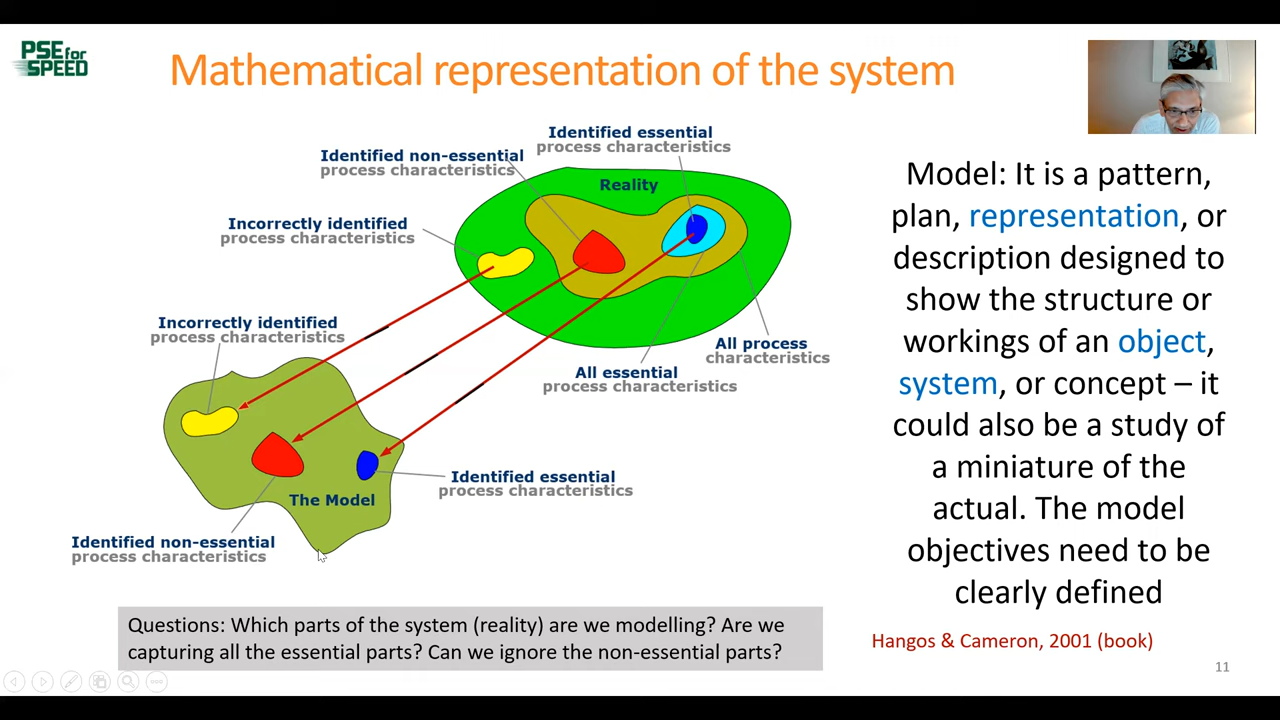 PSE for
SPEED
Mathematical representation of the system
Identified essential
process characteristics
Identified non-essential
process characteristics
Reality
Incorrectly identified
process characteristics
Incorrectly identified
process characteristics
All process
characteristics
All essential
process characteristics
Identified essential
process characteristics
The Model
Identified non-essential
process characteristics
Model: It is a pattern,
plan, representation, or
description designed to
show the structure or
workings of an object,
system, or concept – it
could also be a study of
a miniature of the
actual. The model
objectives need to be
clearly defined
Questions: Which parts of the system (reality) are we modelling? Are we
capturing all the essential parts? Can we ignore the non-essential parts?
Hangos & Cameron, 2001 (book)
11